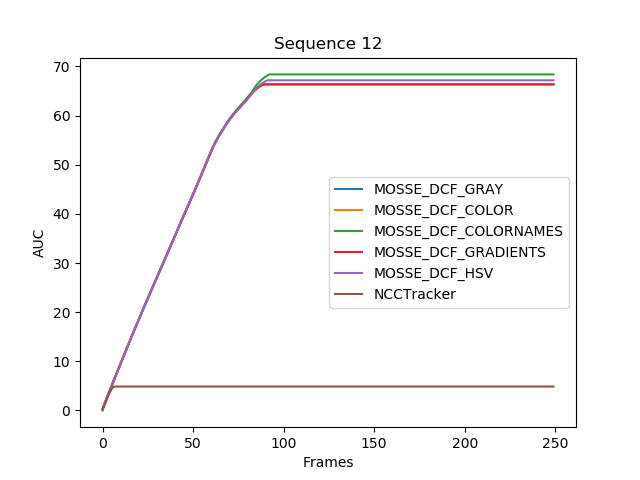 Sequence 12
70
60
50
40
30
20
10
0
AUC
MOSSE_DCF_GRAY
MOSSE_DCF_COLOR
MOSSE_DCF_COLORNAMES
MOSSE_DCF_GRADIENTS
MOSSE_DCF_HSV
NCCTracker
0 50 100 150 200 250
Frames